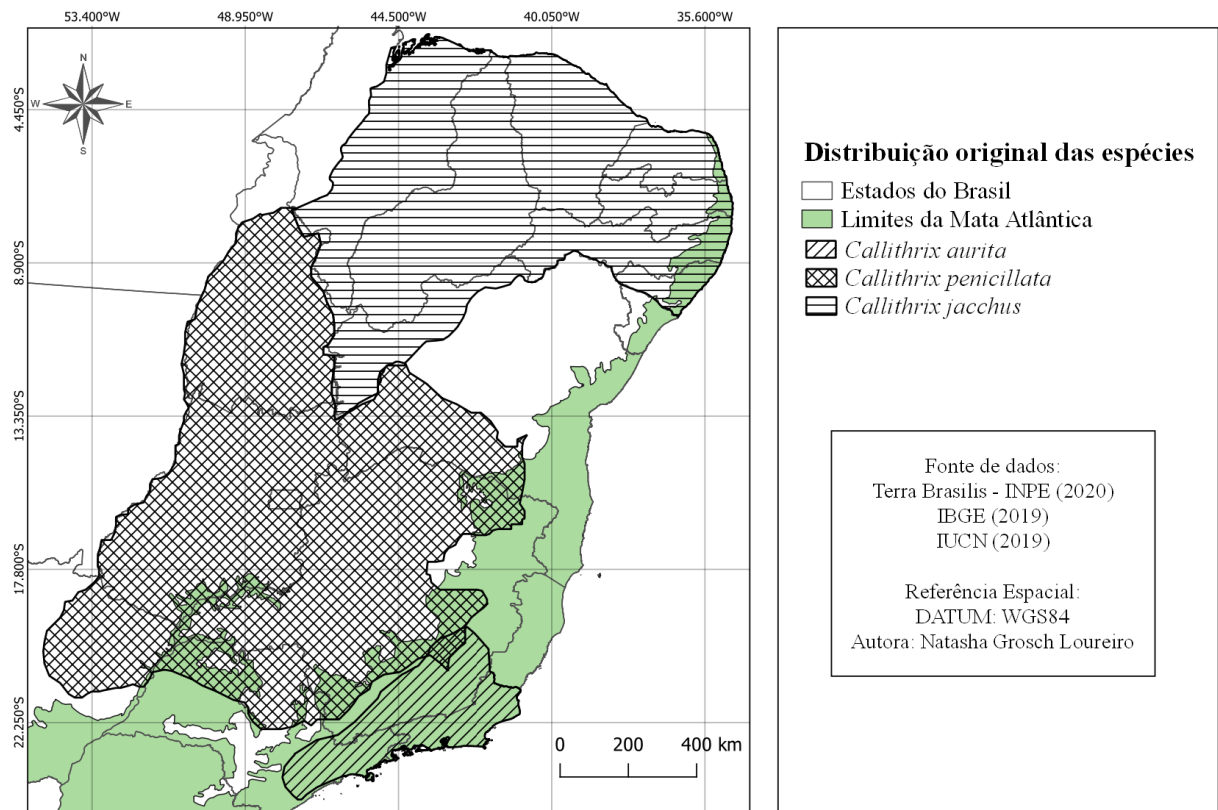 53.400°W 48.950°W 44.500°W 40.050°W 35.600°W
N
W E
S
4.450°S
8.900°S
13.350°S
17.800°S
22.250°S
0 200 400 km
Distribuição original das espécies
Estados do Brasil
Limites da Mata Atlântica
Callithrix aurita
Callithrix penicillata
Callithrix jacchus
Fonte de dados:
Terra Brasilis - INPE (2020)
IBGE (2019)
IUCN (2019)
Referência Espacial:
DATUM: WGS84
Autora: Natasha Grosch Loureiro